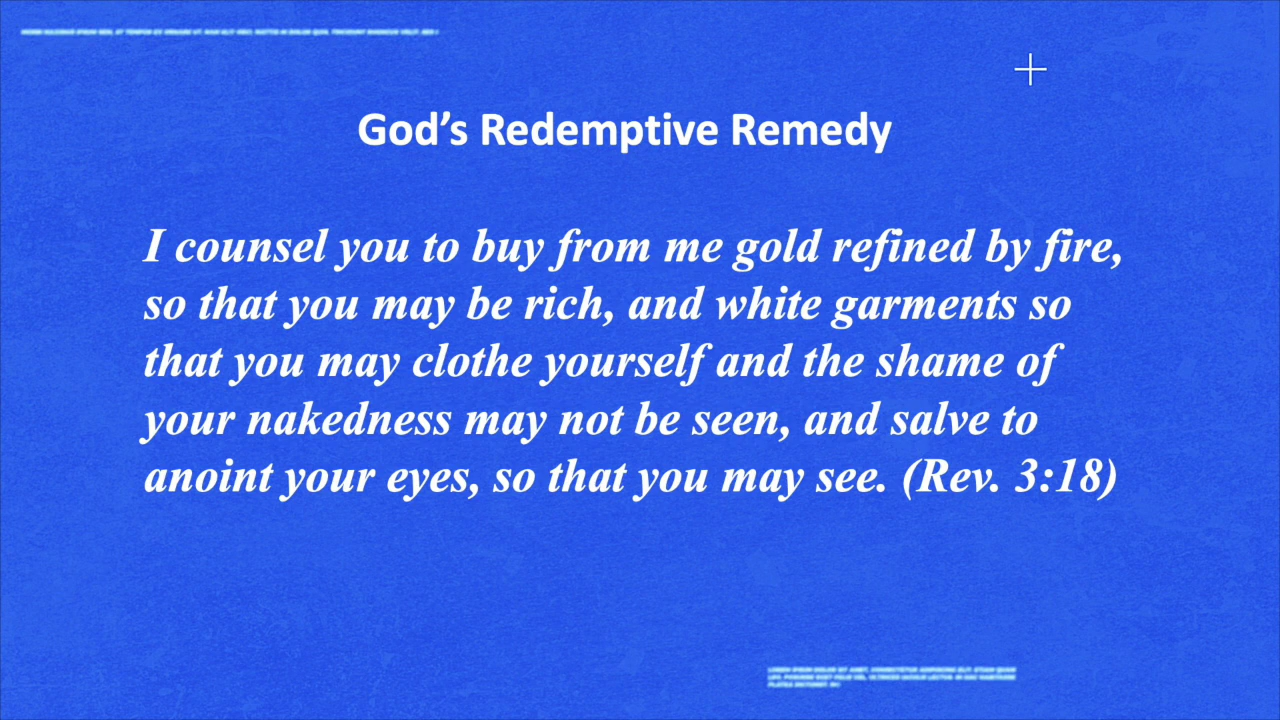 God’s Redemptive Remedy
I counsel you to buy from me gold refined by fire,
so that you may be rich, and white garments so
that you may clothe yourself and the shame of
your nakedness may not be seen, and salve to
anoint your eyes, so that you may see. (Rev. 3:18)